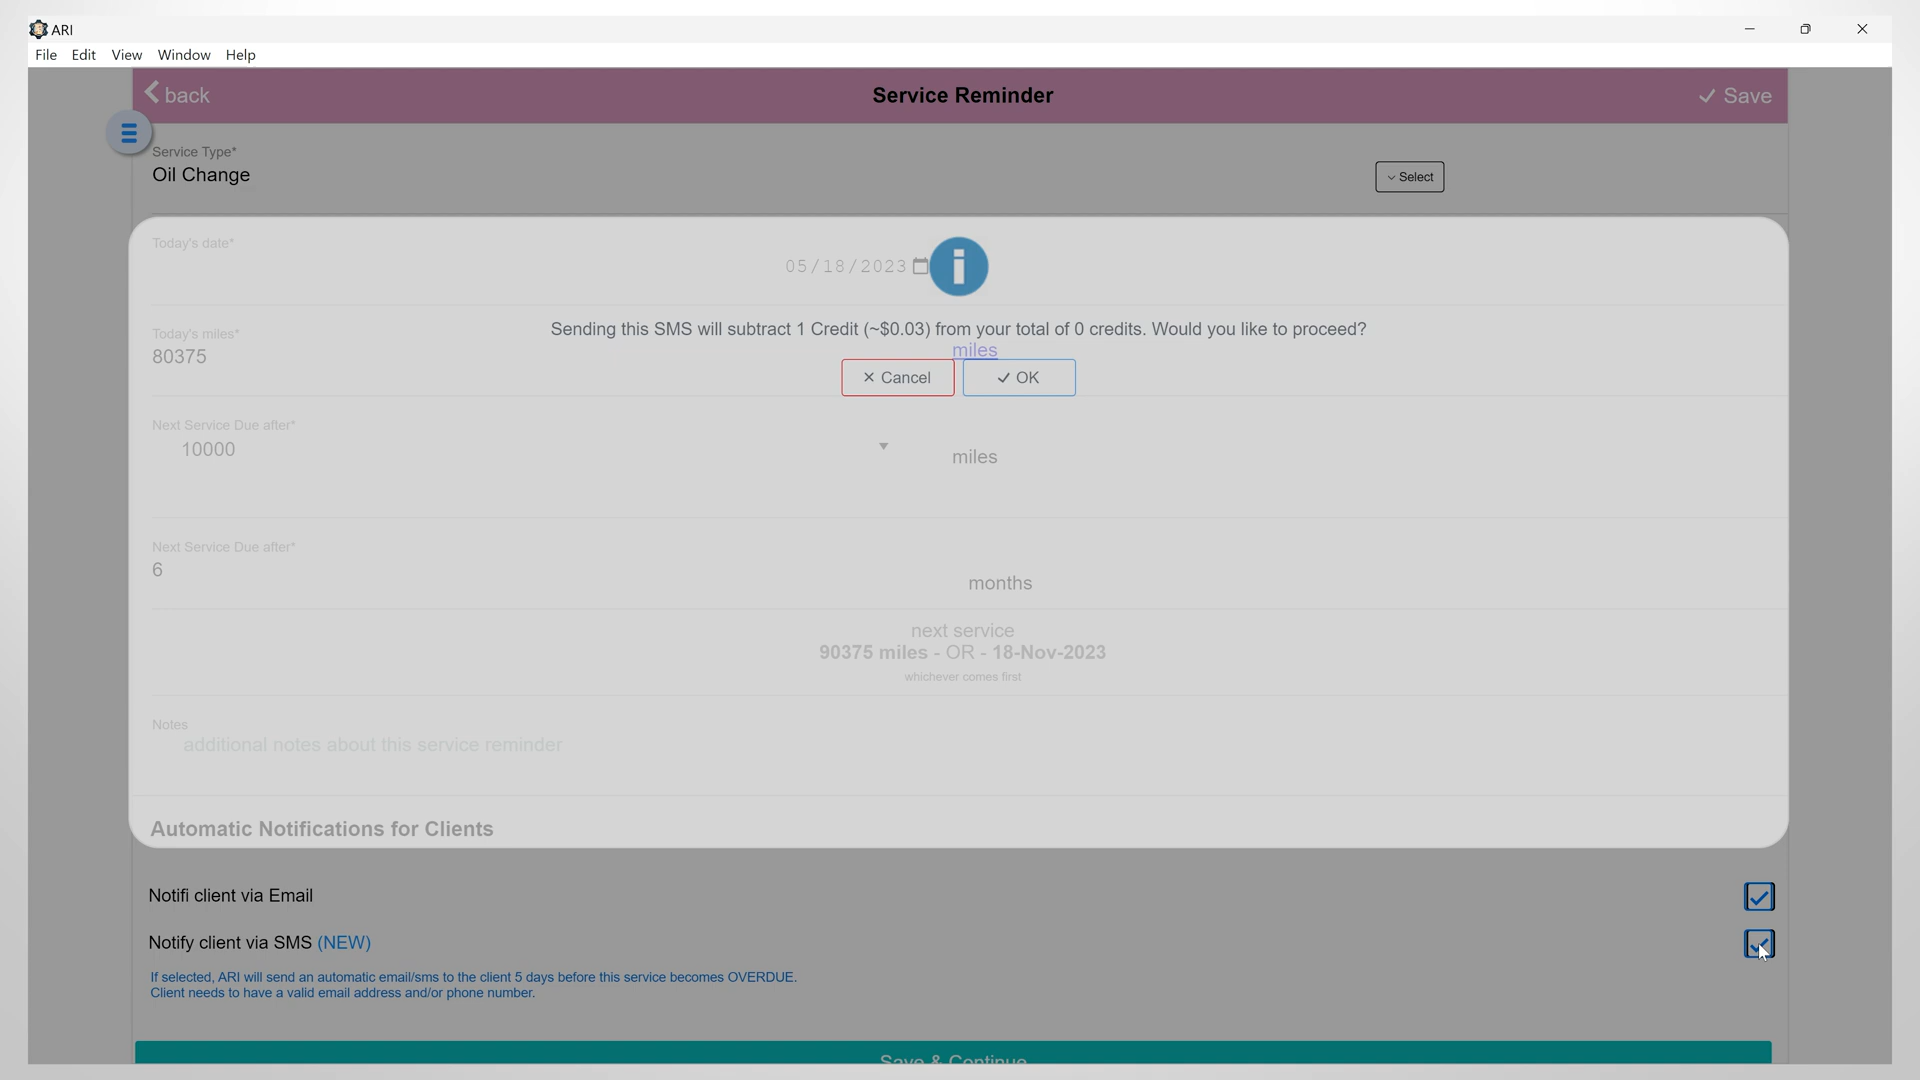 ARI
File Edit View Window Help
back
Service Reminder
Save
Service Type*
Oil Change
Select
Today's date*
05/18/2023
Sending this SMS will subtract 1 Credit (~$0.03) from your total of 0 credits. Would you like to proceed?
Today's miles*
80375
miles
Cancel
OK
Next Service Due after*
10000
miles
Next Service Due after*
6
months
next service
90375 miles - OR - 18-Nov-2023
whichever comes first
Notes
additional notes about this service reminder
Automatic Notifications for Clients
Notifi client via Email
Notify client via SMS (NEW)
If selected, ARI will send an automatic email/sms to the client 5 days before this service becomes OVERDUE.
Client needs to have a valid email address and/or phone number.
Save & Continue